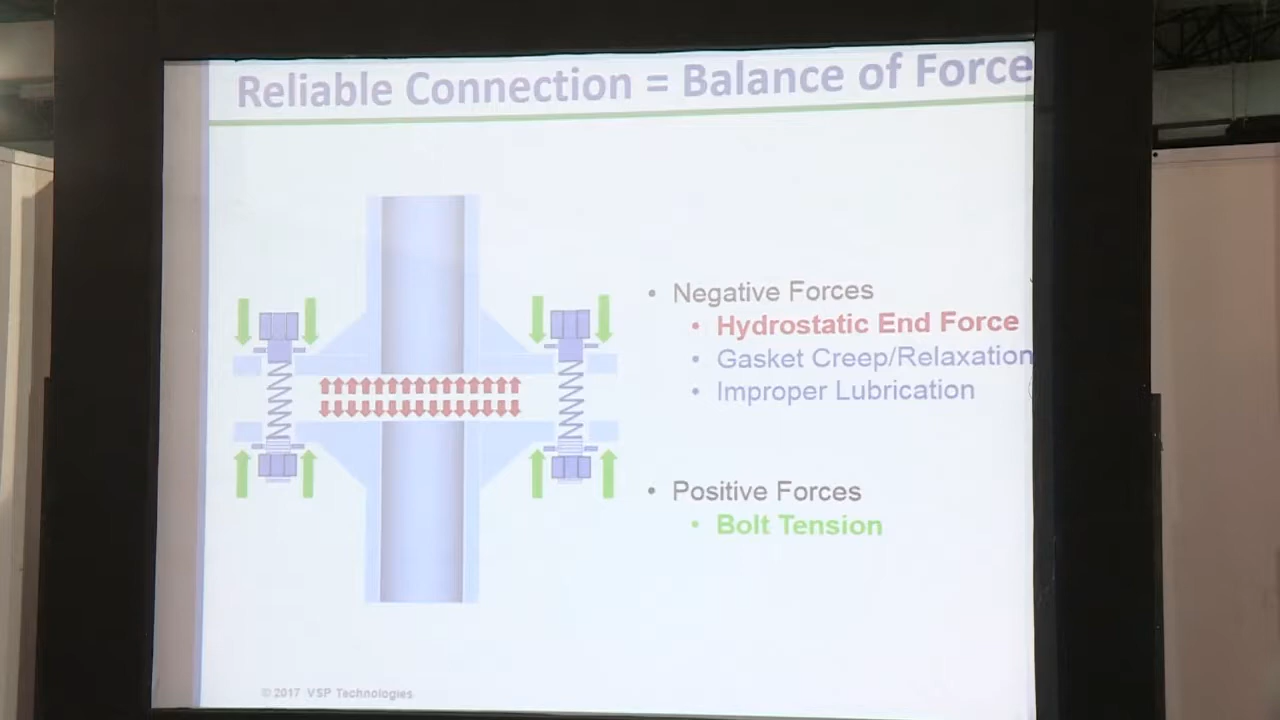 Reliable Connection = Balance of Force
• Negative Forces
• Hydrostatic End Force
• Gasket Creep/Relaxation
• Improper Lubrication
• Positive Forces
• Bolt Tension
© 2017 VSP Technologies